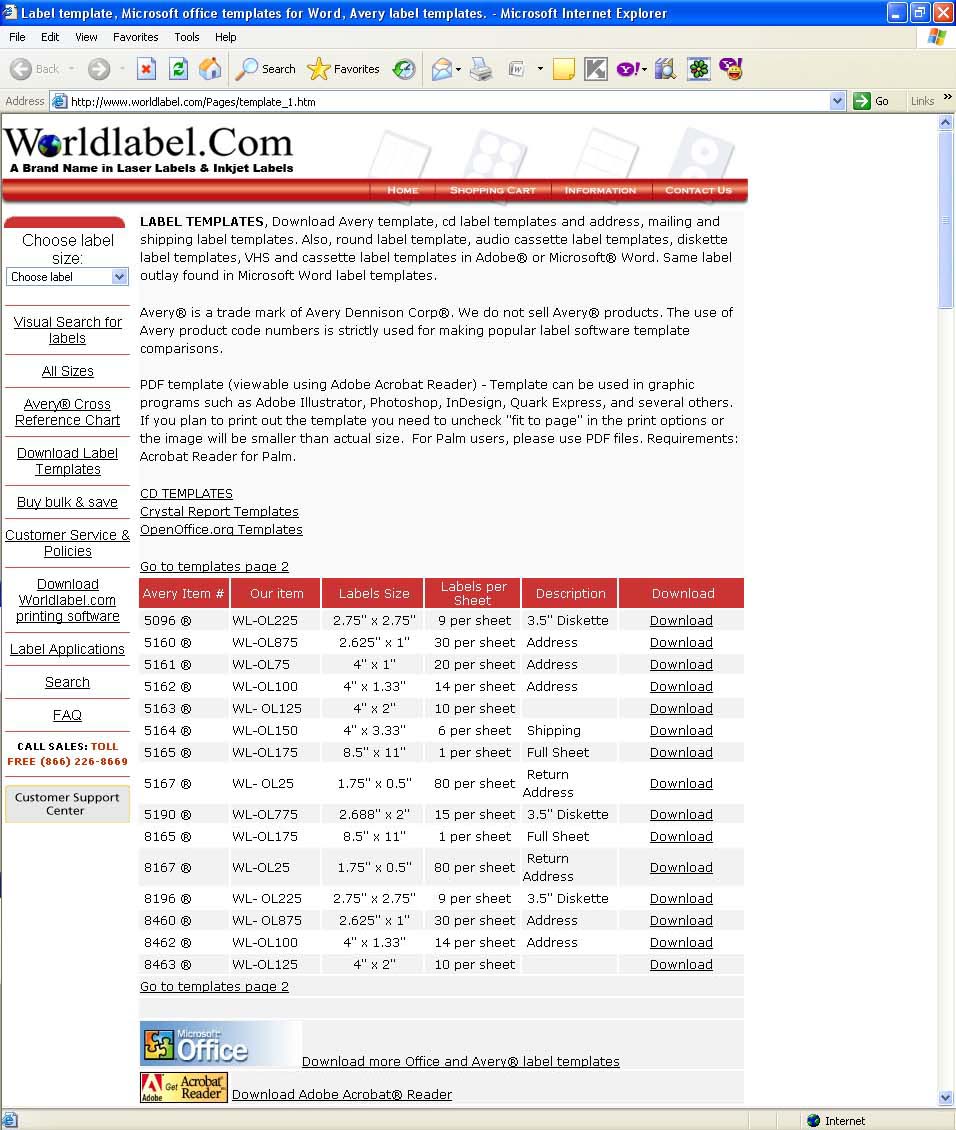 Label template, Microsoft office templates for Word, Avery label templates. - Microsoft Internet Explorer
File Edit View Favorites Tools Help
Back Search Favorites
Address http://www.worldlabel.com/Pages/template_1.htm Go Links »
Worldlabel.Com
A Brand Name in Laser Labels & Inkjet Labels
HOME SHOPPING CART INFORMATION CONTACT US
Choose label
size:
Choose label
Visual Search for
labels
All Sizes
Avery® Cross
Reference Chart
Download Label
Templates
Buy bulk & save
Customer Service &
Policies
Download
Worldlabel.com
printing software
Label Applications
Search
FAQ
CALL SALES: TOLL
FREE (866) 226-8669
Customer Support
Center
LABEL TEMPLATES, Download Avery template, cd label templates and address, mailing and
shipping label templates. Also, round label template, audio cassette label templates, diskette
label templates, VHS and cassette label templates in Adobe® or Microsoft® Word. Same label
outlay found in Microsoft Word label templates.
Avery® is a trade mark of Avery Dennison Corp®. We do not sell Avery® products. The use of
Avery product code numbers is strictly used for making popular label software template
comparisons.
PDF template (viewable using Adobe Acrobat Reader) - Template can be used in graphic
programs such as Adobe Illustrator, Photoshop, InDesign, Quark Express, and several others.
If you plan to print out the template you need to uncheck "fit to page" in the print options or
the image will be smaller than actual size. For Palm users, please use PDF files. Requirements:
Acrobat Reader for Palm.
CD TEMPLATES
Crystal Report Templates
OpenOffice.org Templates
Go to templates page 2
Avery Item # Our item Labels Size Labels per Sheet Description Download
5096 ® WL-OL225 2.75" x 2.75" 9 per sheet 3.5" Diskette Download
5160 ® WL-OL875 2.625" x 1" 30 per sheet Address Download
5161 ® WL-OL75 4" x 1" 20 per sheet Address Download
5162 ® WL-OL100 4" x 1.33" 14 per sheet Address Download
5163 ® WL- OL125 4" x 2" 10 per sheet Download
5164 ® WL-OL150 4" x 3.33" 6 per sheet Shipping Download
5165 ® WL-OL175 8.5" x 11" 1 per sheet Full Sheet Download
5167 ® WL- OL25 1.75" x 0.5" 80 per sheet Return Address Download
5190 ® WL-OL775 2.688" x 2" 15 per sheet 3.5" Diskette Download
8165 ® WL-OL175 8.5" x 11" 1 per sheet Full Sheet Download
8167 ® WL-OL25 1.75" x 0.5" 80 per sheet Return Address Download
8196 ® WL- OL225 2.75" x 2.75" 9 per sheet 3.5" Diskette Download
8460 ® WL- OL875 2.625" x 1" 30 per sheet Address Download
8462 ® WL-OL100 4" x 1.33" 14 per sheet Address Download
8463 ® WL-OL125 4" x 2" 10 per sheet Download
Go to templates page 2
Microsoft Office
Download more Office and Avery® label templates
Adobe Get Acrobat Reader
Download Adobe Acrobat® Reader
Internet